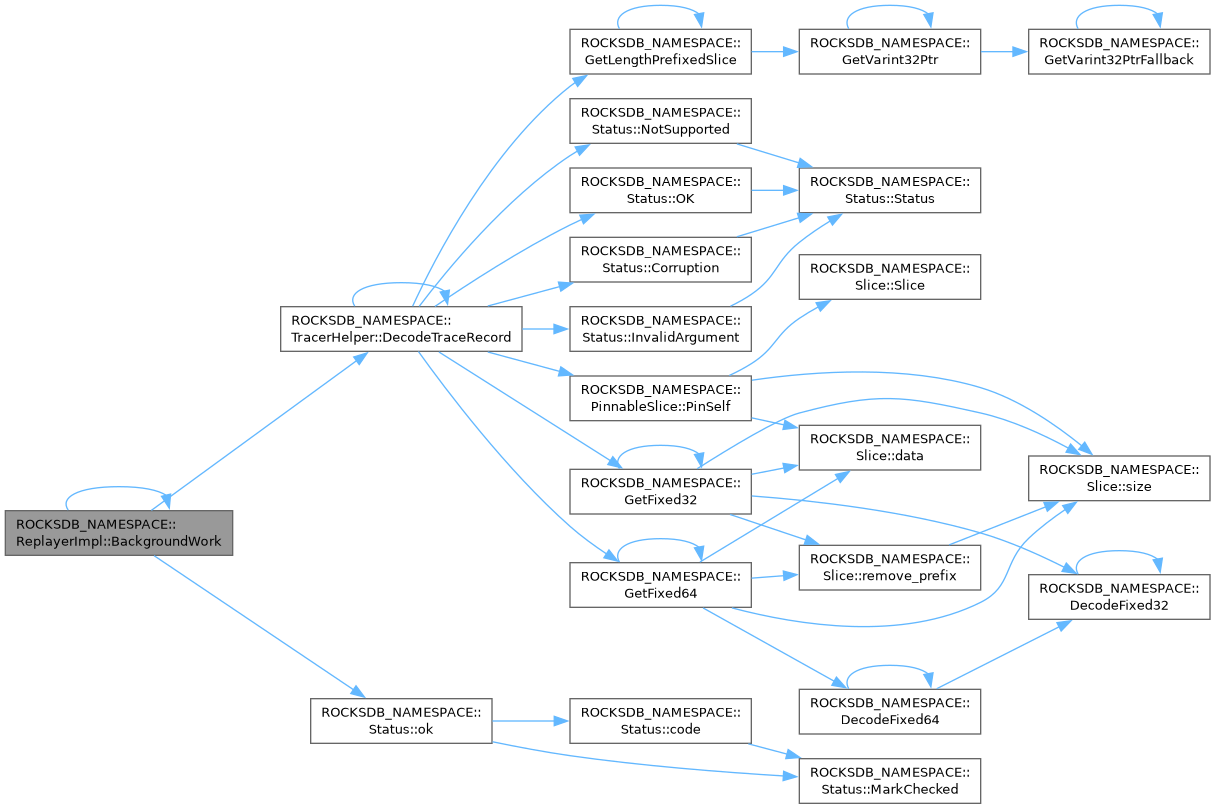 ROCKSDB_NAMESPACE::
ReplayerImpl::BackgroundWork
ROCKSDB_NAMESPACE::
TracerHelper::DecodeTraceRecord
ROCKSDB_NAMESPACE::
Status::ok
ROCKSDB_NAMESPACE::
GetLengthPrefixedSlice
ROCKSDB_NAMESPACE::
Status::NotSupported
ROCKSDB_NAMESPACE::
Status::OK
ROCKSDB_NAMESPACE::
Status::Corruption
ROCKSDB_NAMESPACE::
Status::InvalidArgument
ROCKSDB_NAMESPACE::
PinnableSlice::PinSelf
ROCKSDB_NAMESPACE::
GetFixed32
ROCKSDB_NAMESPACE::
GetFixed64
ROCKSDB_NAMESPACE::
Status::code
ROCKSDB_NAMESPACE::
GetVarint32Ptr
ROCKSDB_NAMESPACE::
Status::Status
ROCKSDB_NAMESPACE::
Slice::Slice
ROCKSDB_NAMESPACE::
Slice::data
ROCKSDB_NAMESPACE::
Slice::remove_prefix
ROCKSDB_NAMESPACE::
DecodeFixed64
ROCKSDB_NAMESPACE::
Status::MarkChecked
ROCKSDB_NAMESPACE::
GetVarint32PtrFallback
ROCKSDB_NAMESPACE::
Slice::size
ROCKSDB_NAMESPACE::
DecodeFixed32